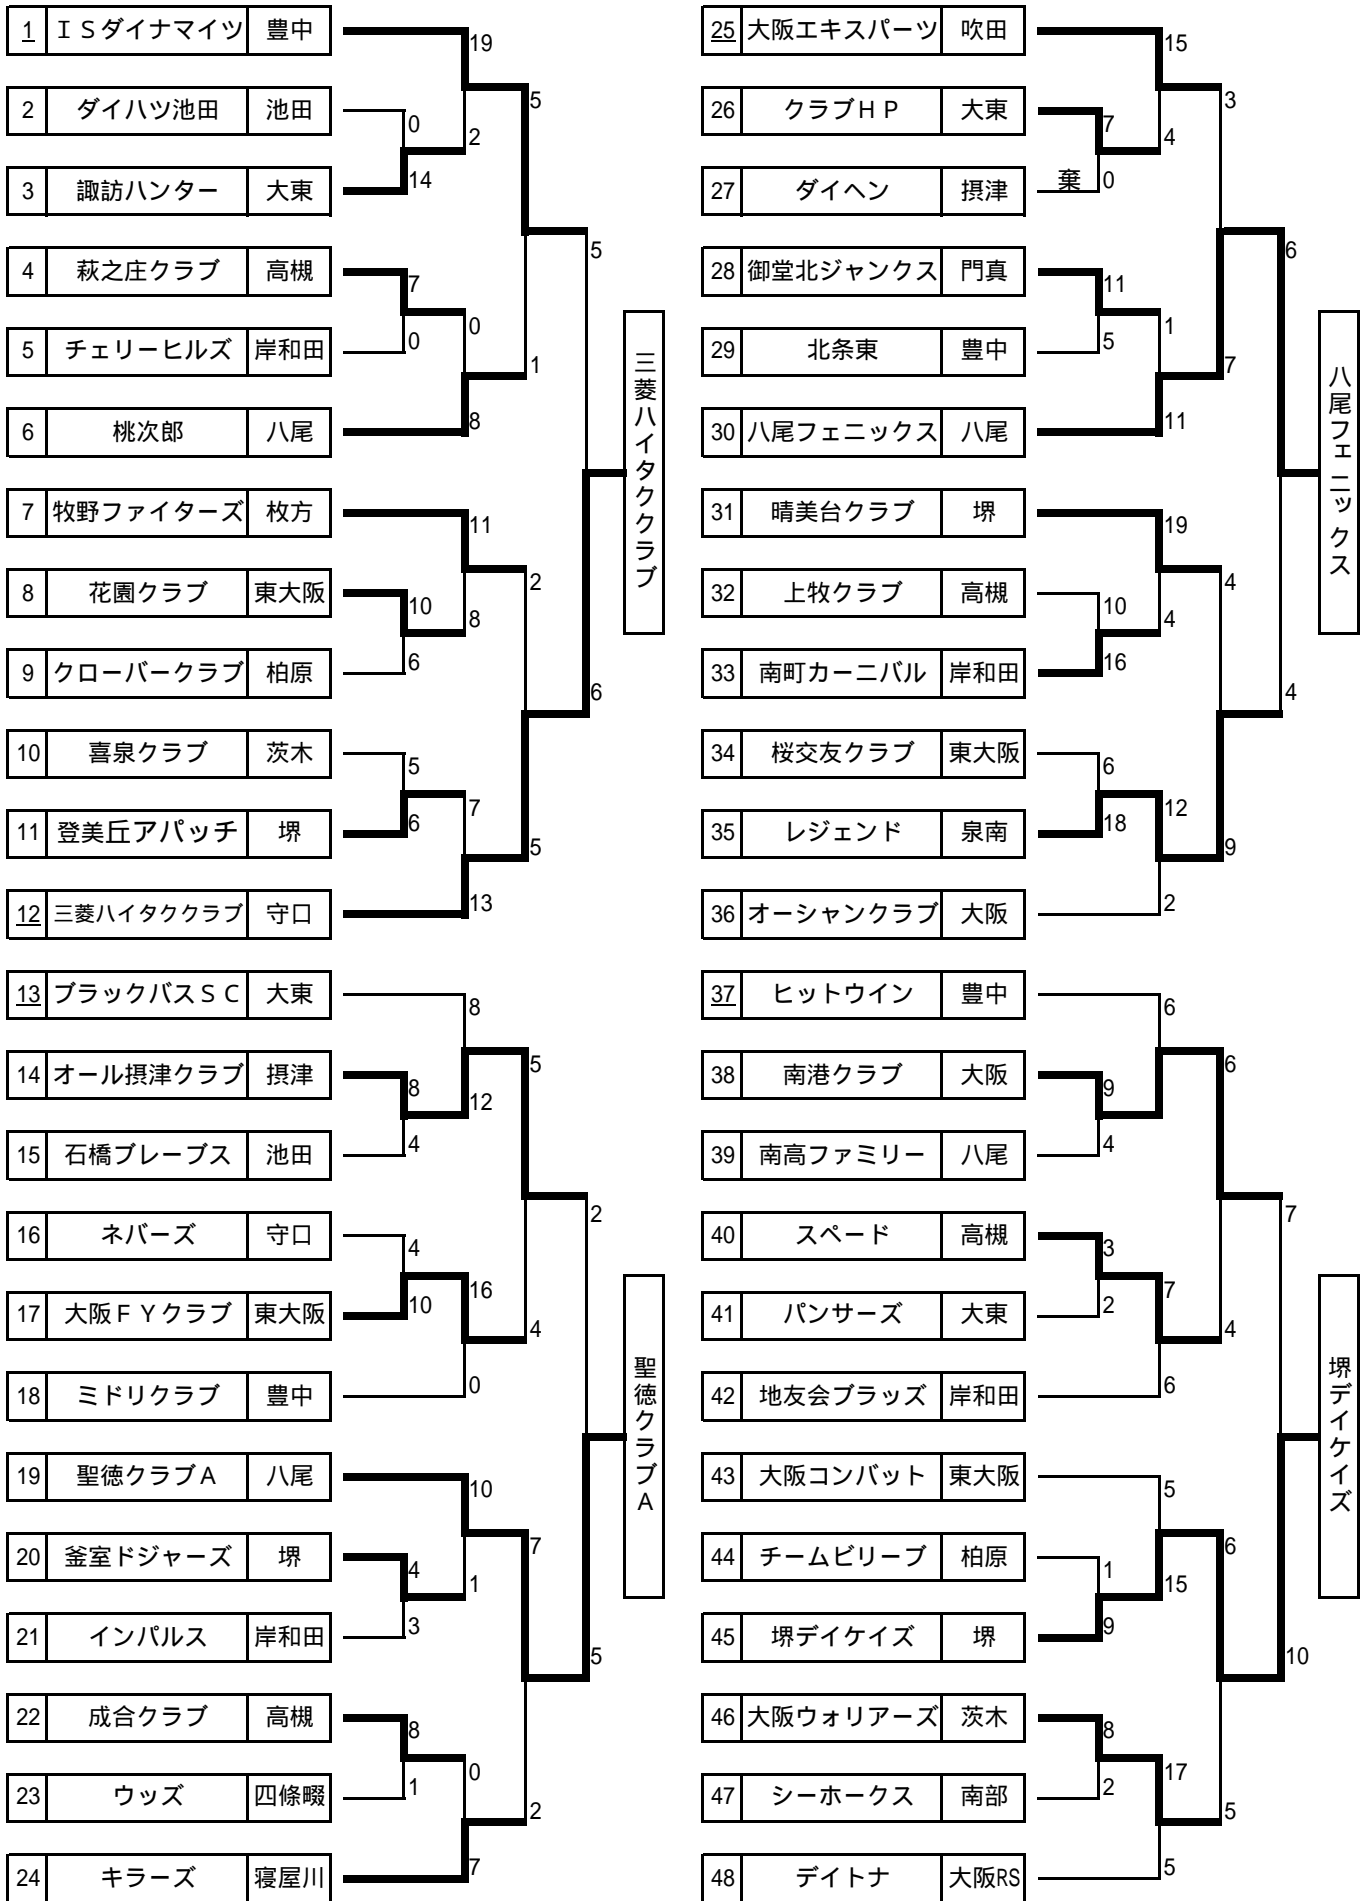 1 ＩＳダイナマイツ 豊中
19
5
2 ダイハツ池田 池田
0
2
3 諏訪ハンター 大東
14
5
4 萩之庄クラブ 高槻
7
0
5 チェリーヒルズ 岸和田
0
1
6 桃次郎 八尾
8
三菱ハイタククラブ
7 牧野ファイターズ 枚方
11
2
8 花園クラブ 東大阪
10
8
9 クローバークラブ 柏原
6
6
10 喜泉クラブ 茨木
5
7
11 登美丘アパッチ 堺
6
5
12 三菱ハイタククラブ 守口
13
13 ブラックバスＳＣ 大東
8
5
14 オール摂津クラブ 摂津
8
12
15 石橋ブレーブス 池田
4
2
16 ネバーズ 守口
4
16
17 大阪ＦＹクラブ 東大阪
10
4
18 ミドリクラブ 豊中
0
聖徳クラブＡ
19 聖徳クラブＡ 八尾
10
7
20 釜室ドジャーズ 堺
4
1
21 インパルス 岸和田
3
5
22 成合クラブ 高槻
8
0
23 ウッズ 四條畷
1
2
24 キラーズ 寝屋川
7
25 大阪エキスパーツ 吹田
15
3
26 クラブＨＰ 大東
7
4
27 ダイヘン 摂津
棄 0
6
28 御堂北ジャンクス 門真
11
1
29 北条東 豊中
5
7
30 八尾フェニックス 八尾
11
八尾フェニックス
31 晴美台クラブ 堺
19
4
32 上牧クラブ 高槻
10
4
33 南町カーニバル 岸和田
16
4
34 桜交友クラブ 東大阪
6
12
35 レジェンド 泉南
18
9
36 オーシャンクラブ 大阪
2
37 ヒットウイン 豊中
6
6
38 南港クラブ 大阪
9
39 南高ファミリー 八尾
4
7
40 スペード 高槻
3
7
41 パンサーズ 大東
2
4
42 地友会ブラッズ 岸和田
6
堺デイケイズ
43 大阪コンバット 東大阪
5
6
44 チームビリーブ 柏原
1
15
45 堺デイケイズ 堺
9
10
46 大阪ウォリアーズ 茨木
8
17
47 シーホークス 南部
2
5
48 デイトナ 大阪RS
5